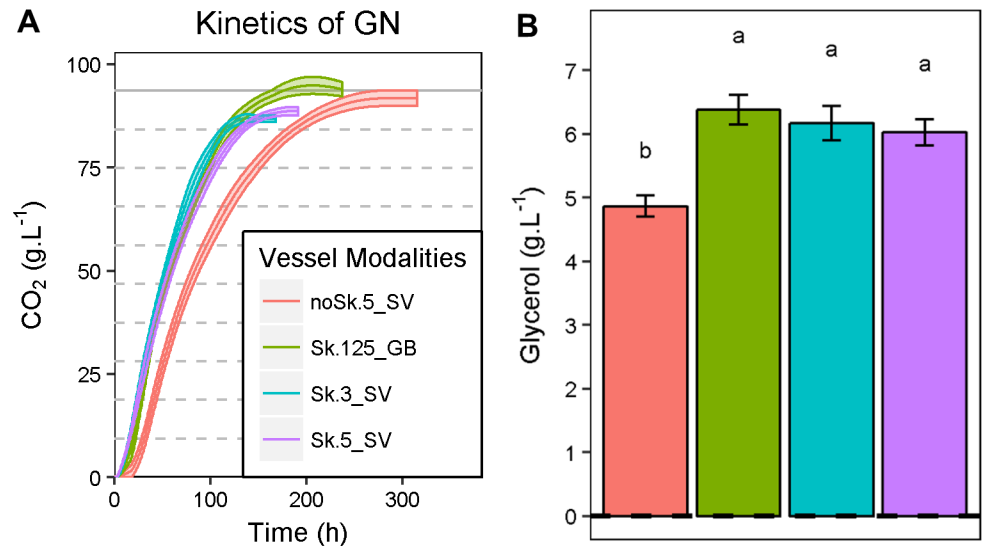 A
Kinetics of GN
100
75
50
25
0
CO₂ (g.L⁻¹)
0 100 200 300
Time (h)
Vessel Modalities
noSk.5_SV
Sk.125_GB
Sk.3_SV
Sk.5_SV
B
7
6
5
4
3
2
1
0
Glycerol (g.L⁻¹)
b
a
a
a